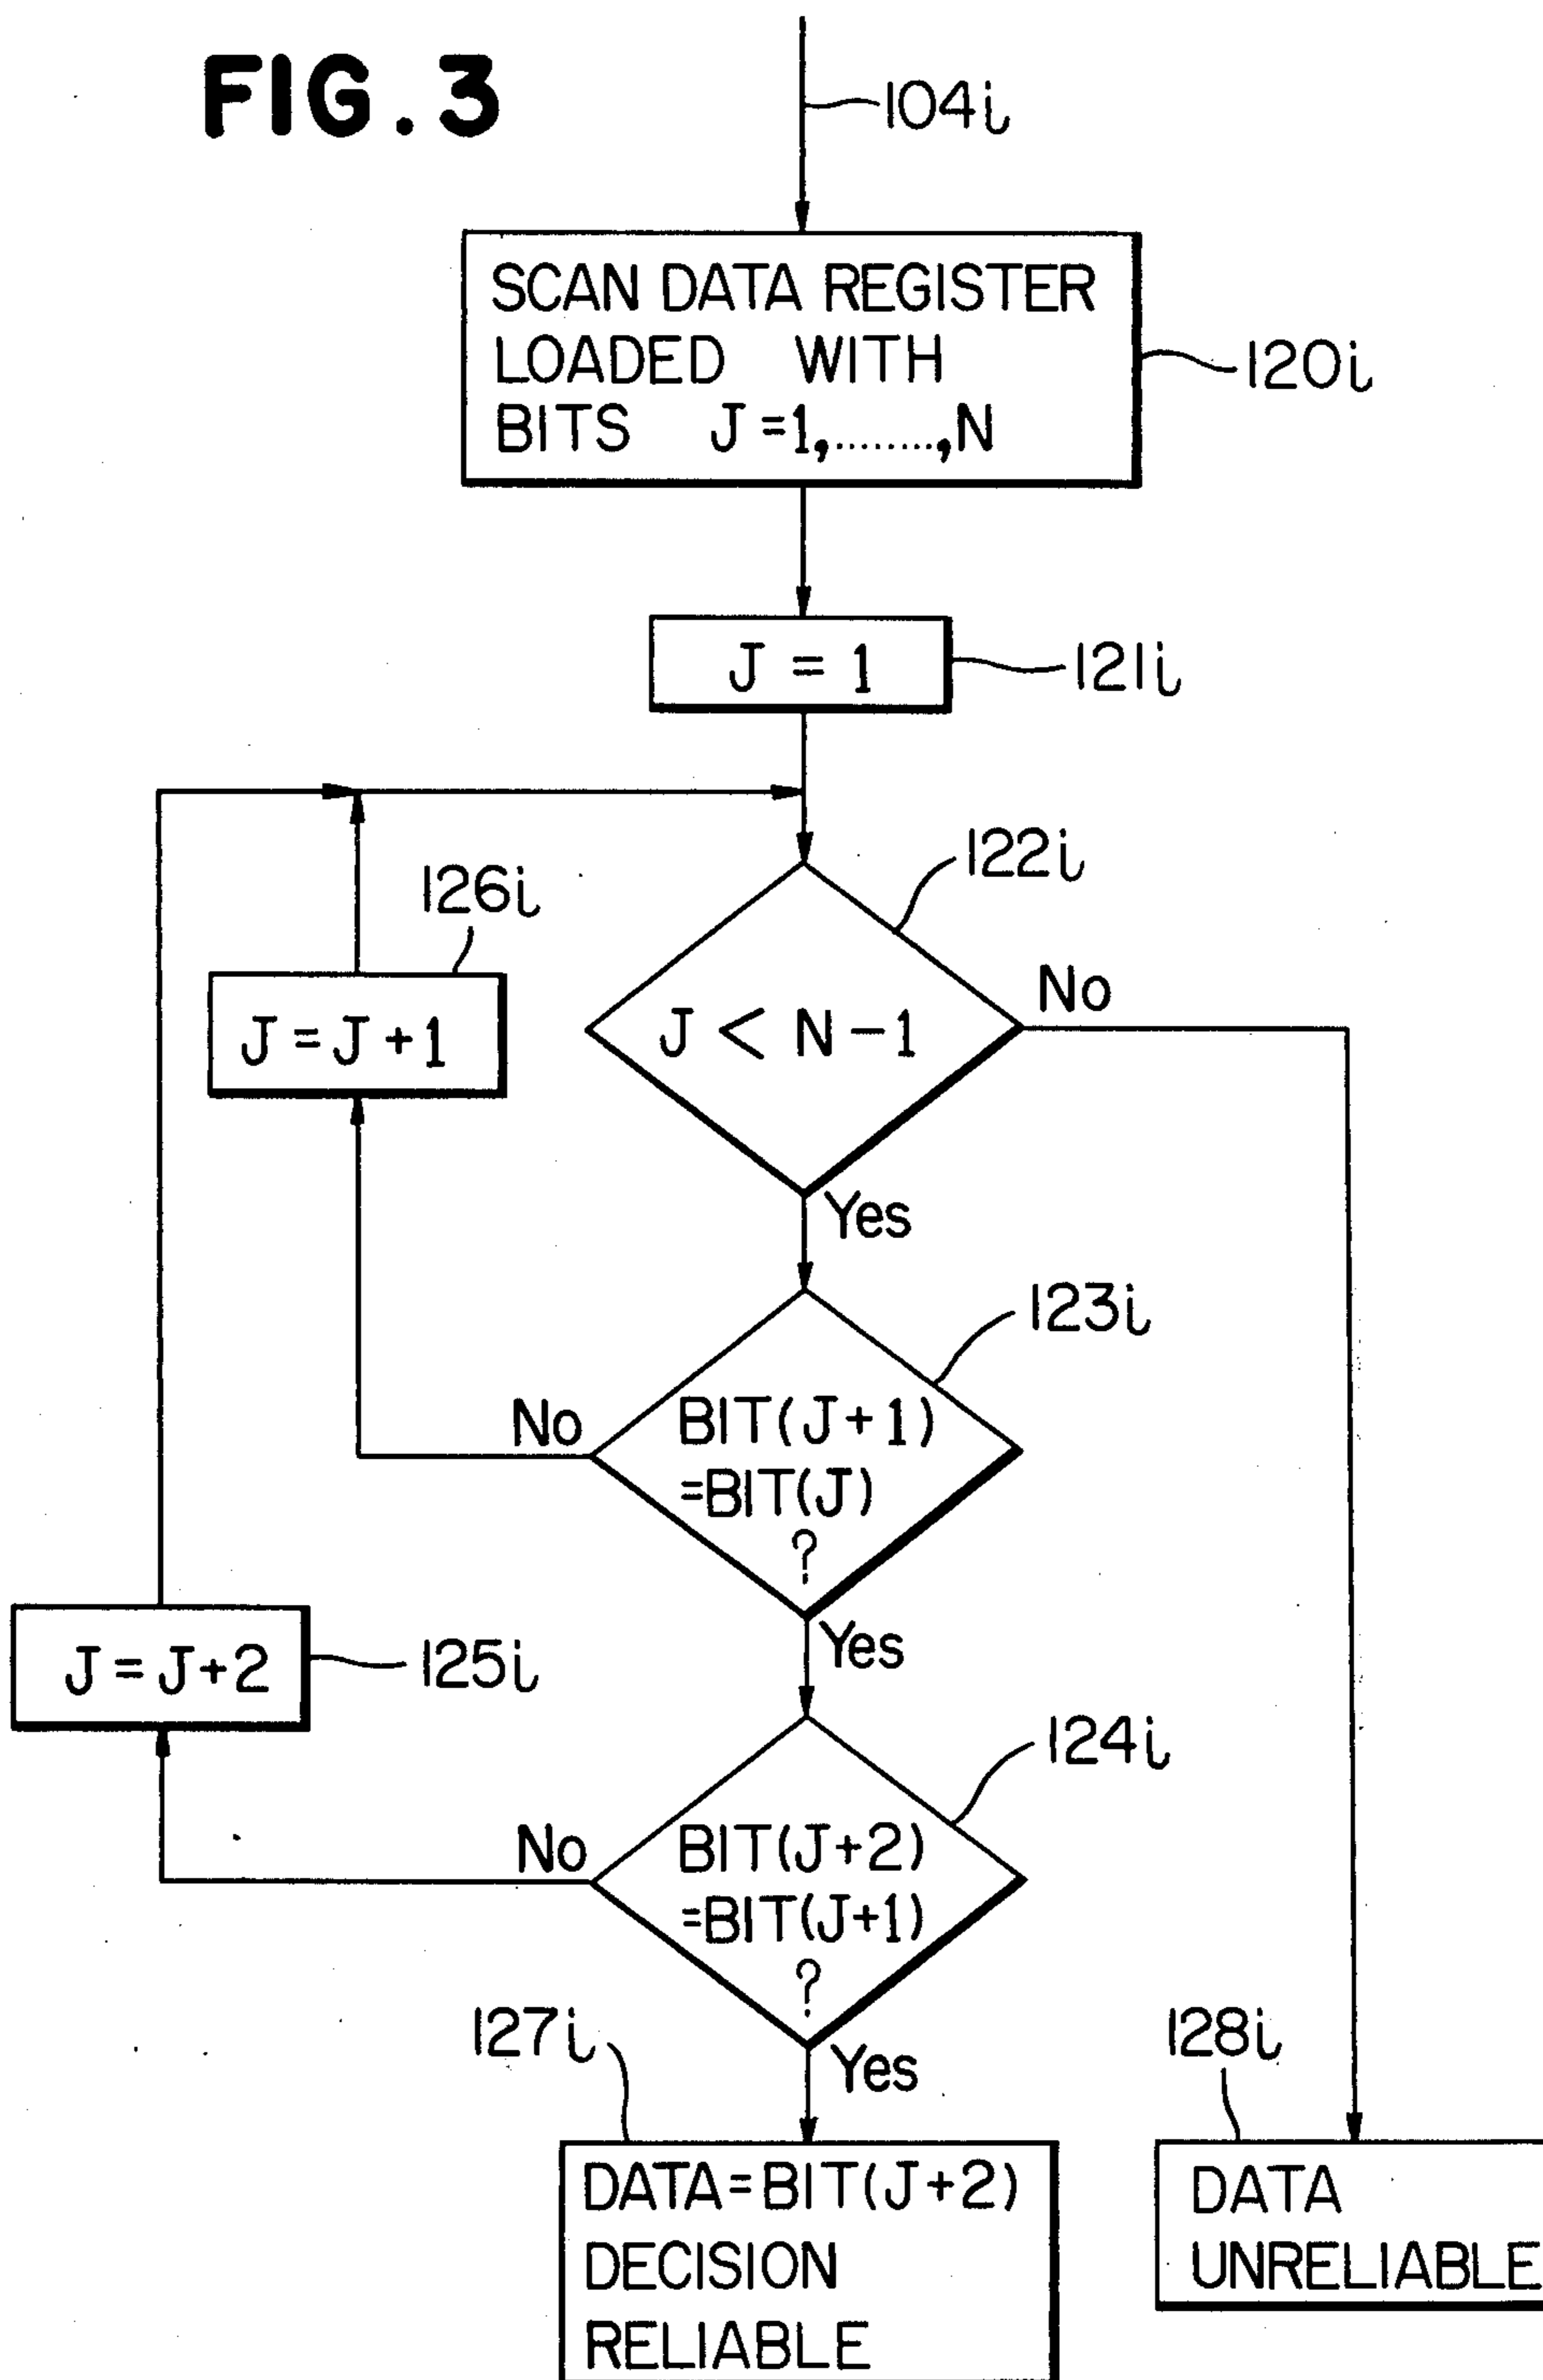 FIG. 3
104i
SCAN DATA REGISTER
LOADED WITH
BITS J=1,........,N
120i
J = 1
121i
122i
126i
No
J = J +1
J < N - 1
Yes
123i
BIT(J+1)
No
=BIT(J)
?
J = J+2
125i
Yes
124i
BIT(J+2)
No
=BIT(J+1)
?
127i
128i
Yes
DATA=BIT(J+2)
DECISION
RELIABLE
DATA
UNRELIABLE